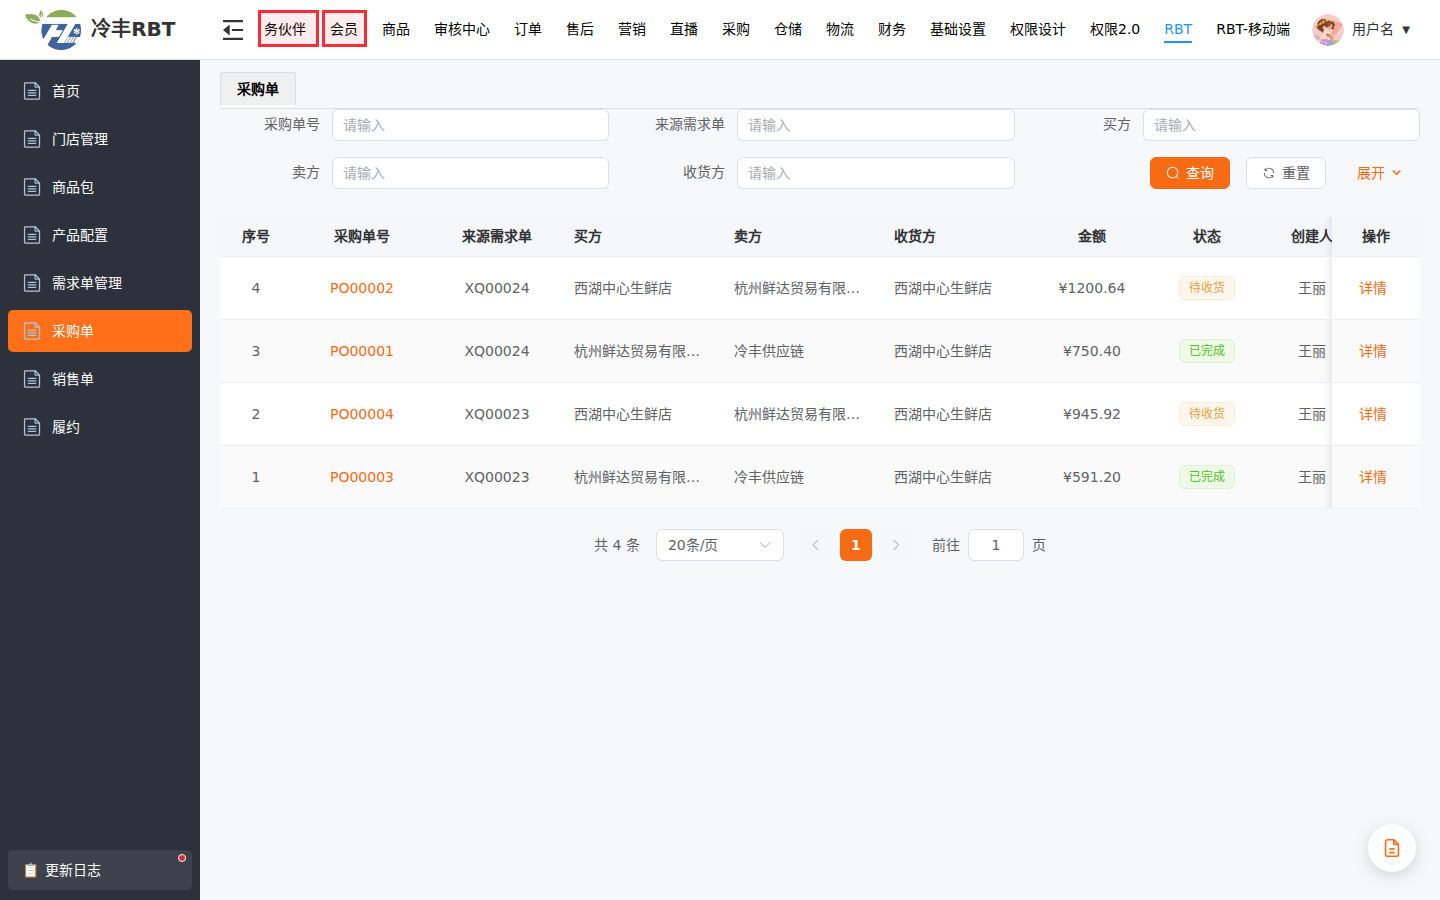 冷丰RBT
务伙伴 会员 商品 审核中心 订单 售后 营销 直播 采购 仓储 物流 财务 基础设置 权限设计 权限2.0 RBT RBT-移动端 用户名 ▼
首页
门店管理
商品包
产品配置
需求单管理
采购单
销售单
履约
更新日志
采购单
采购单号 请输入 来源需求单 请输入 买方 请输入
卖方 请输入 收货方 请输入 查询 重置 展开
序号 采购单号 来源需求单 买方 卖方 收货方 金额 状态 创建人 操作
4 PO00002 XQ00024 西湖中心生鲜店 杭州鲜达贸易有限... 西湖中心生鲜店 ¥1200.64 待收货 王丽 详情
3 PO00001 XQ00024 杭州鲜达贸易有限... 冷丰供应链 西湖中心生鲜店 ¥750.40 已完成 王丽 详情
2 PO00004 XQ00023 西湖中心生鲜店 杭州鲜达贸易有限... 西湖中心生鲜店 ¥945.92 待收货 王丽 详情
1 PO00003 XQ00023 杭州鲜达贸易有限... 冷丰供应链 西湖中心生鲜店 ¥591.20 已完成 王丽 详情
共 4 条 20条/页 1 前往 1 页